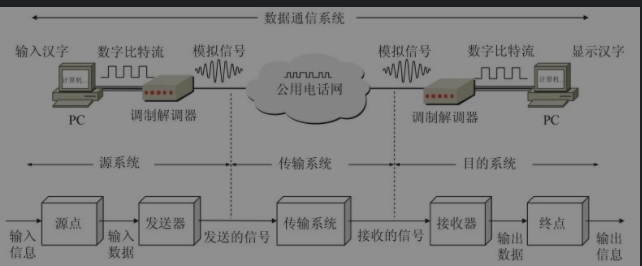 数据通信系统
输入汉字 数字比特流 模拟信号 模拟信号 数字比特流 显示汉字
计算机... 公用电话网 计算机...
PC 调制解调器 调制解调器 PC
源系统 传输系统 目的系统
源点 发送器 传输系统 接收器 终点
输入信息 输入数据 发送的信号 接收的信号 输出数据 输出信息